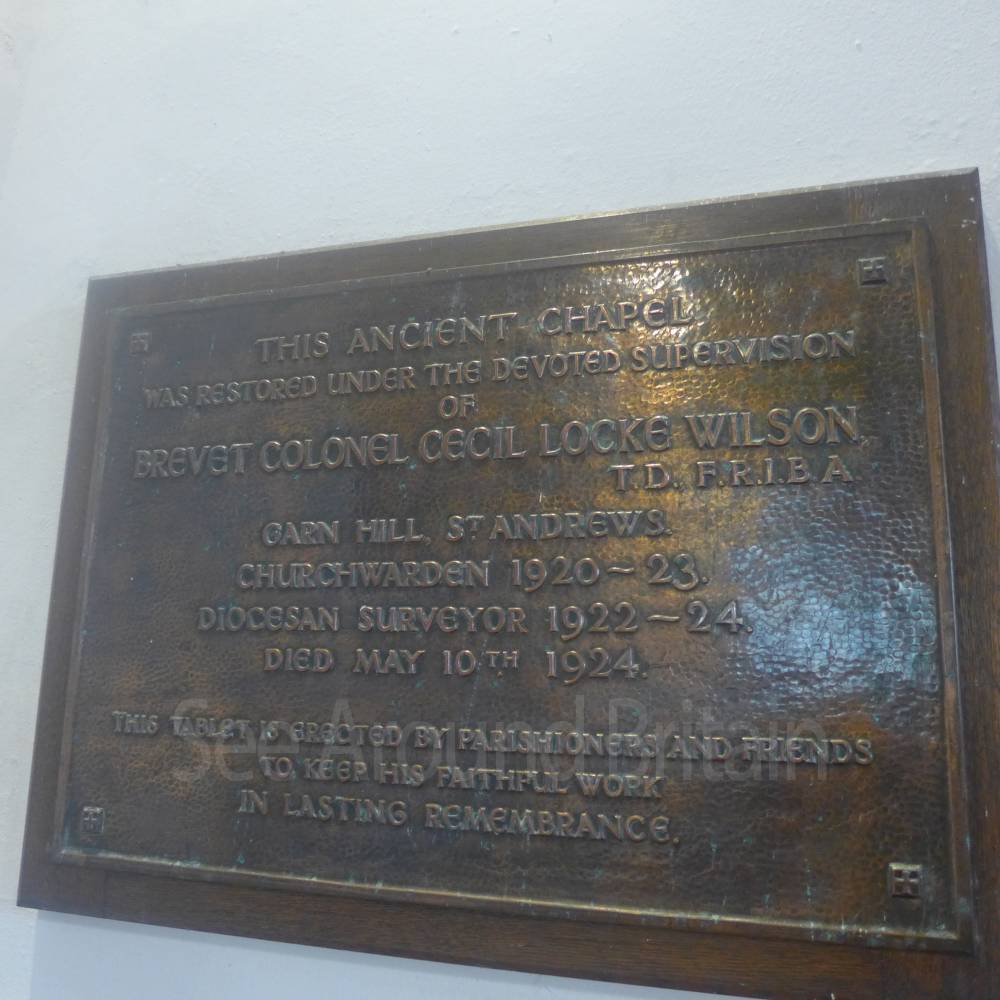 THIS ANCIENT CHAPEL
WAS RESTORED UNDER THE DEVOTED SUPERVISION
OF
BREVET COLONEL CECIL LOCKE WILSON,
T.D. F.R.I.B.A.
GARN HILL, ST ANDREWS.
CHURCHWARDEN 1920~23.
DIOCESAN SURVEYOR 1922~24.
DIED MAY 10TH 1924.
THIS TABLET IS ERECTED BY PARISHIONERS AND FRIENDS
TO KEEP HIS FAITHFUL WORK
IN LASTING REMEMBRANCE.
See Around Britain